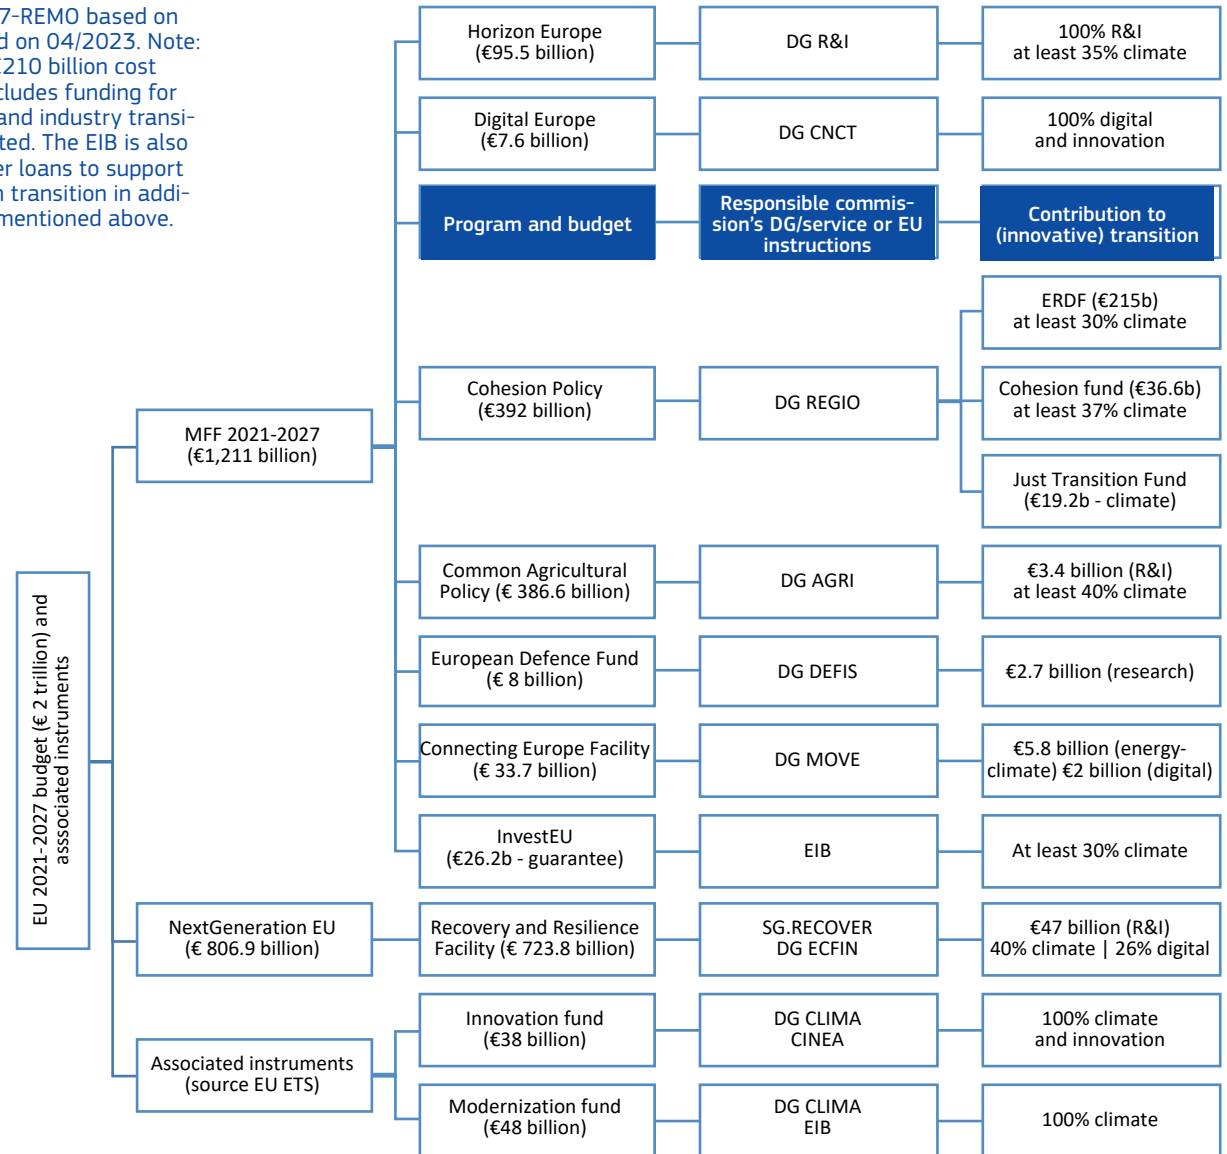 7-REMO based on
d on 04/2023. Note:
€210 billion cost
cludes funding for
and industry transi-
ted. The EIB is also
er loans to support
n transition in addi-
mentioned above.
Horizon Europe
(€95.5 billion)
DG R&I
100% R&I
at least 35% climate
Digital Europe
(€7.6 billion)
DG CNCT
100% digital
and innovation
Program and budget
Responsible commis-
sion's DG/service or EU
instructions
Contribution to
(innovative) transition
ERDF (€215b)
at least 30% climate
Cohesion Policy
(€392 billion)
DG REGIO
Cohesion fund (€36.6b)
at least 37% climate
MFF 2021-2027
(€1,211 billion)
Just Transition Fund
(€19.2b - climate)
Common Agricultural
Policy (€ 386.6 billion)
DG AGRI
€3.4 billion (R&I)
at least 40% climate
EU 2021-2027 budget (€ 2 trillion) and
asssociated instruments
European Defence Fund
(€ 8 billion)
DG DEFIS
€2.7 billion (research)
Connecting Europe Facility
(€ 33.7 billion)
DG MOVE
€5.8 billion (energy-
climate) €2 billion (digital)
InvestEU
(€26.2b - guarantee)
EIB
At least 30% climate
NextGeneration EU
(€ 806.9 billion)
Recovery and Resilience
Facility (€ 723.8 billion)
SG.RECOVER
DG ECFIN
€47 billion (R&I)
40% climate | 26% digital
Associated instruments
(source EU ETS)
Innovation fund
(€38 billion)
DG CLIMA
CINEA
100% climate
and innovation
Modernization fund
(€48 billion)
DG CLIMA
EIB
100% climate